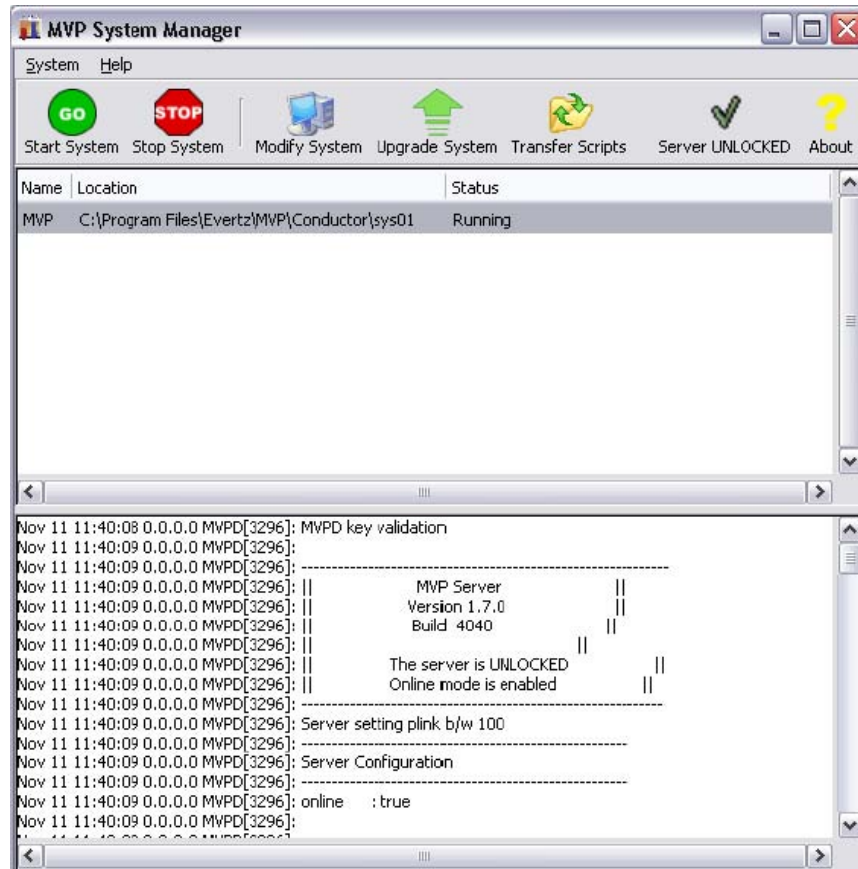 MVP System Manager
System Help
GO STOP
Start System Stop System Modify System Upgrade System Transfer Scripts Server UNLOCKED About
Name Location Status
MVP C:\Program Files\Evertz\MVP\Conductor\sys01 Running
Nov 11 11:40:08 0.0.0.0 MVPD[3296]: MVPD key validation
Nov 11 11:40:09 0.0.0.0 MVPD[3296]:
Nov 11 11:40:09 0.0.0.0 MVPD[3296]: -------------------------------------------------------------
Nov 11 11:40:09 0.0.0.0 MVPD[3296]: || MVP Server ||
Nov 11 11:40:09 0.0.0.0 MVPD[3296]: || Version 1.7.0 ||
Nov 11 11:40:09 0.0.0.0 MVPD[3296]: || Build 4040 ||
Nov 11 11:40:09 0.0.0.0 MVPD[3296]: || ||
Nov 11 11:40:09 0.0.0.0 MVPD[3296]: || The server is UNLOCKED ||
Nov 11 11:40:09 0.0.0.0 MVPD[3296]: || Online mode is enabled ||
Nov 11 11:40:09 0.0.0.0 MVPD[3296]: ------------------------------------------------------------
Nov 11 11:40:09 0.0.0.0 MVPD[3296]: Server setting plink b/w 100
Nov 11 11:40:09 0.0.0.0 MVPD[3296]: ------------------------------------------------------
Nov 11 11:40:09 0.0.0.0 MVPD[3296]: Server Configuration
Nov 11 11:40:09 0.0.0.0 MVPD[3296]: ------------------------------------------------------
Nov 11 11:40:09 0.0.0.0 MVPD[3296]: online : true
Nov 11 11:40:09 0.0.0.0 MVPD[3296]: